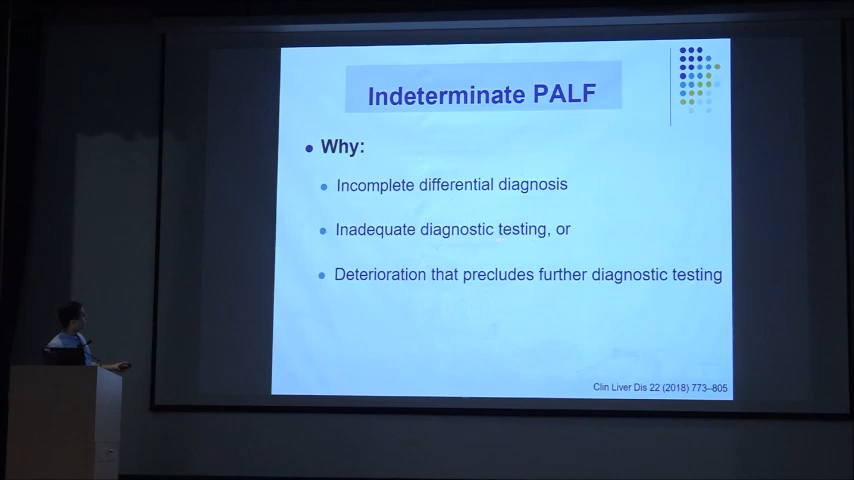 Indeterminate PALF
Why:
Incomplete differential diagnosis
Inadequate diagnostic testing, or
Deterioration that precludes further diagnostic testing
Clin Liver Dis 22 (2018) 773–805